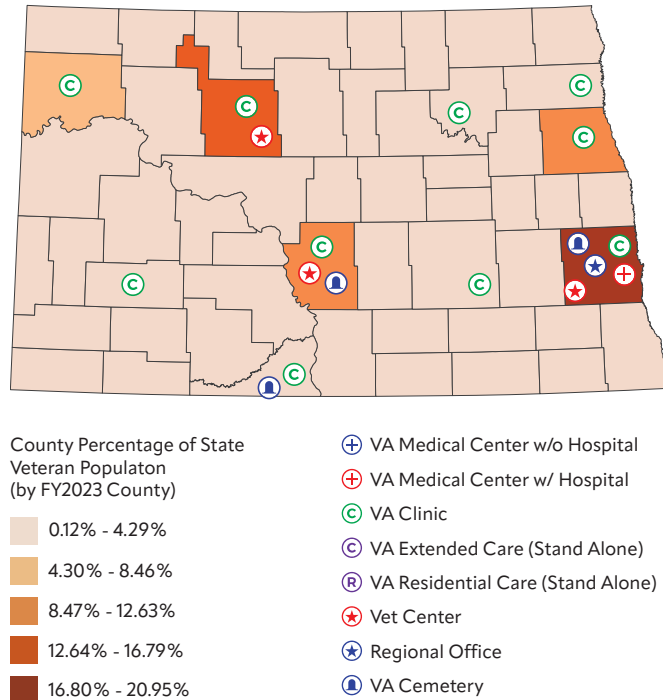 C
C
C
C
C
C
C
C
C
C
County Percentage of State
Veteran Populaton
(by FY2023 County)
0.12% - 4.29%
4.30% - 8.46%
8.47% - 12.63%
12.64% - 16.79%
16.80% - 20.95%
VA Medical Center w/o Hospital
VA Medical Center w/ Hospital
C VA Clinic
C VA Extended Care (Stand Alone)
R VA Residential Care (Stand Alone)
Vet Center
Regional Office
VA Cemetery